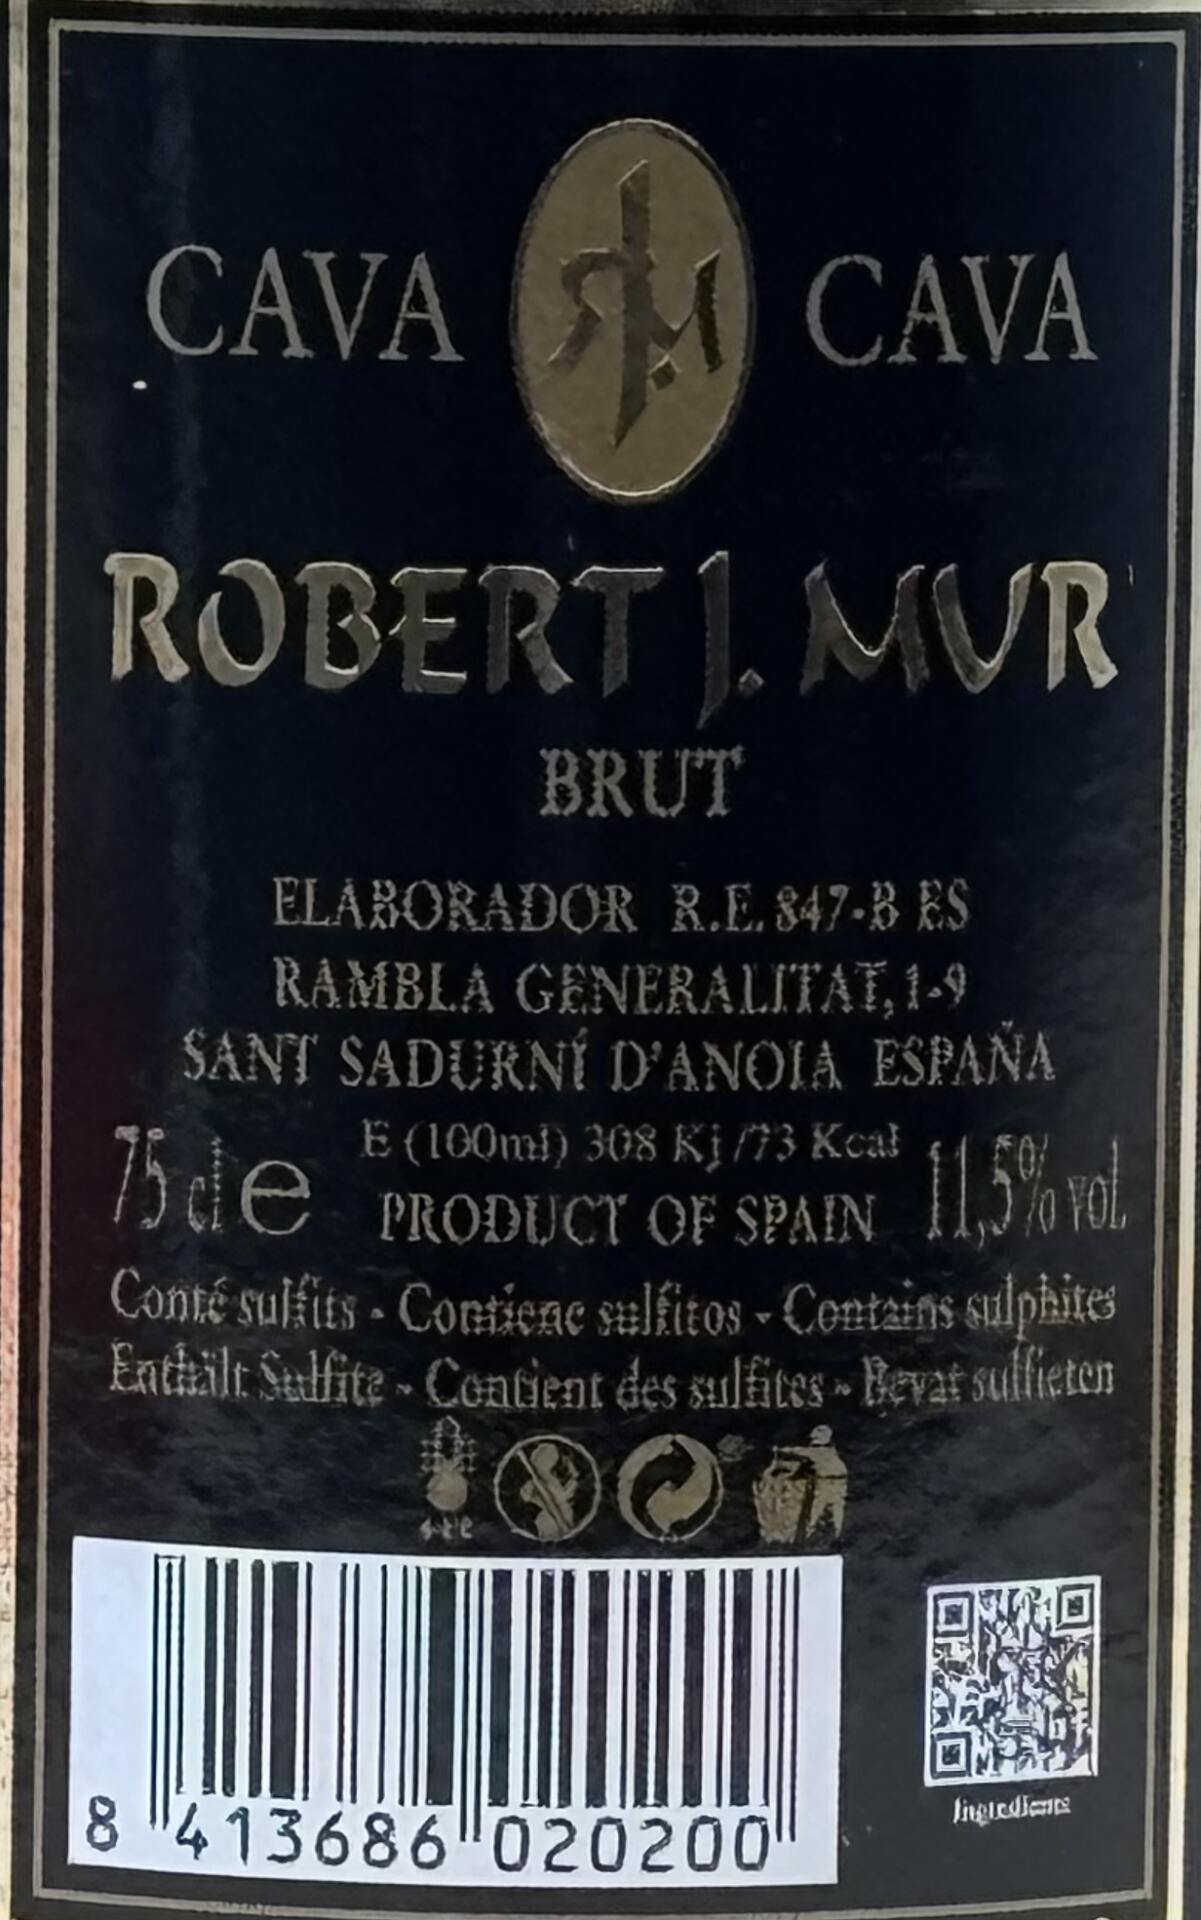 CAVA CAVA
ROBERT J. MUR
BRUT
ELABORADOR R.E. 847-B ES
RAMBLA GENERALITAT, 1-9
SANT SADURNÍ D'ANOIA ESPAÑA
E (100ml) 308 Kj/73 Kcal
75 cl e PRODUCT OF SPAIN 11,5% vol
Conté sulfits - Contiene sulfitos - Contains sulphites
Enthält Sulfite - Contient des sulfites - Bevat sulfieten
8 413686 020200